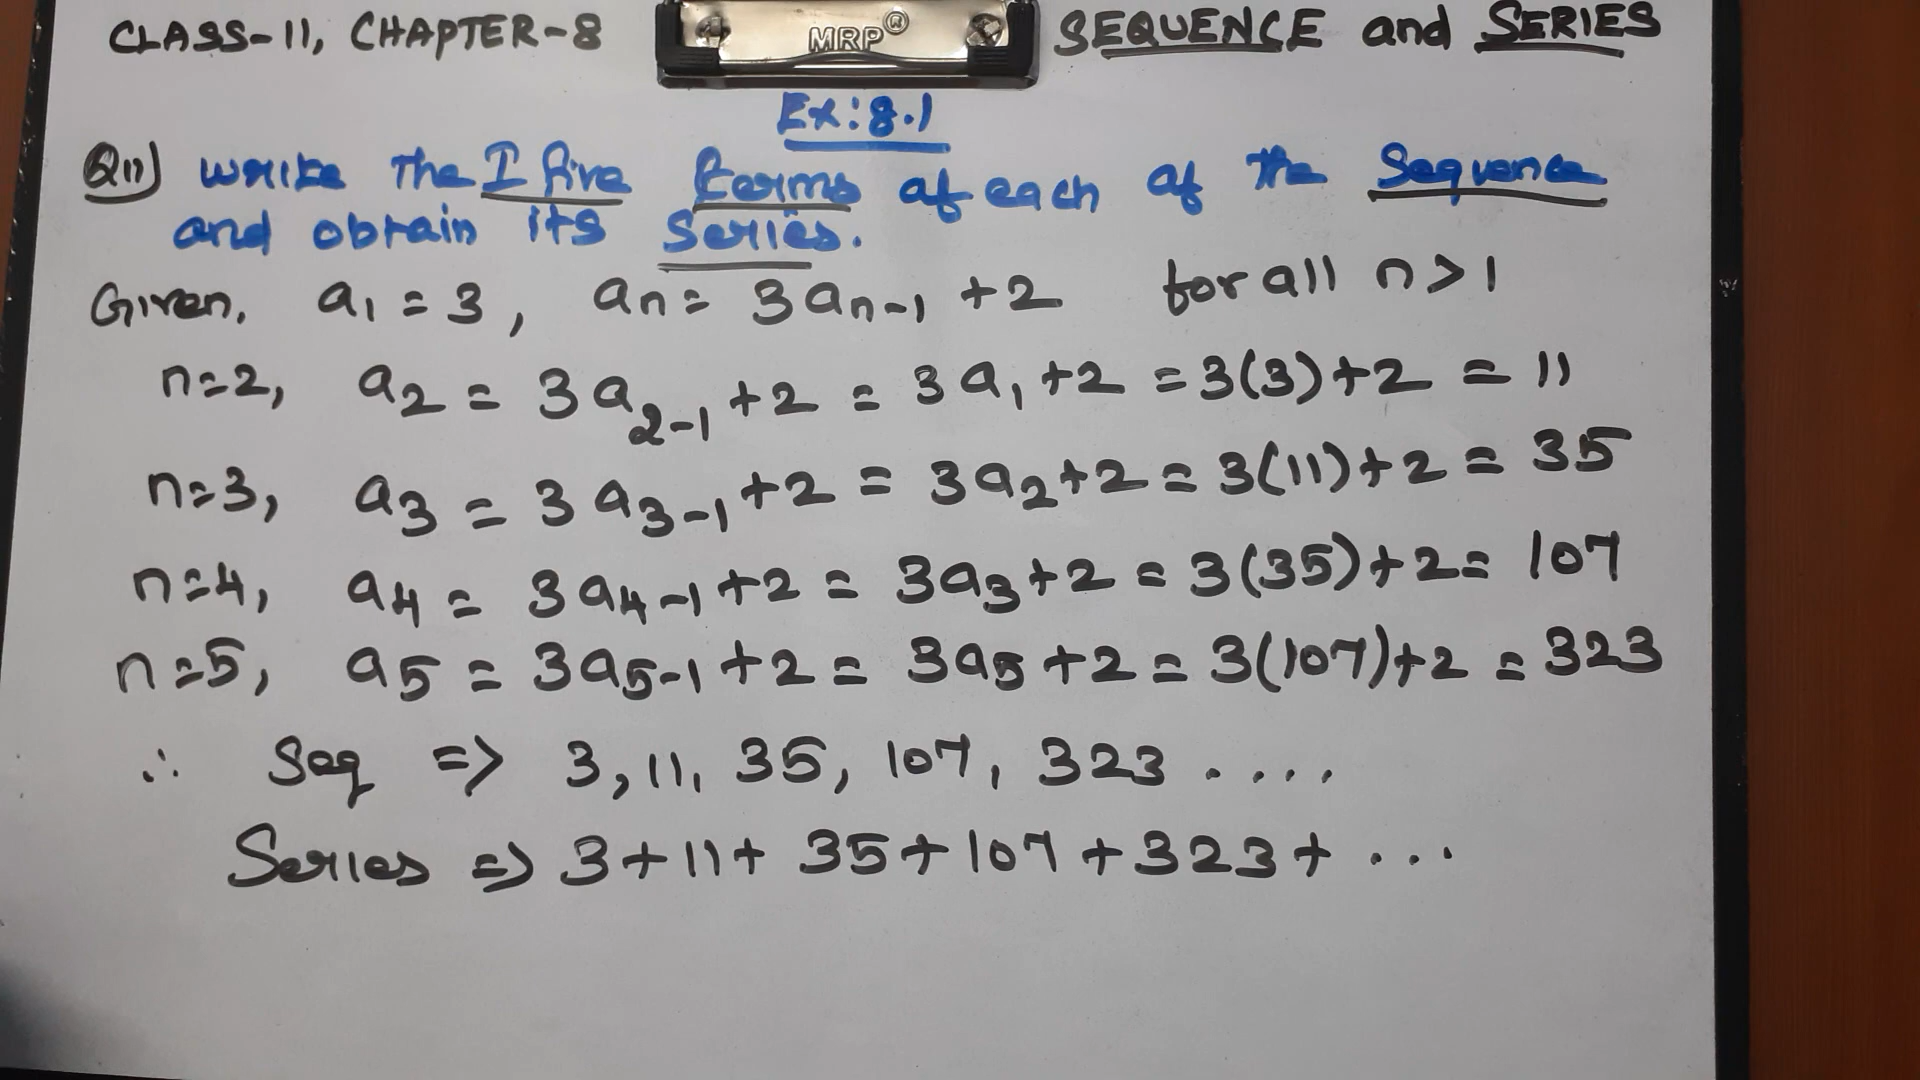 CLASS-11, CHAPTER-8 MRP® SEQUENCE and SERIES
Ex:8.1
Q11) write the I five terms of each of the Sequence
and obtain its Series.
Given, a₁ = 3, aₙ = 3aₙ₋₁ + 2 for all n > 1
n=2, a₂ = 3a₂₋₁ + 2 = 3a₁ + 2 = 3(3)+2 = 11
n=3, a₃ = 3a₃₋₁ + 2 = 3a₂ + 2 = 3(11)+2 = 35
n=4, a₄ = 3a₄₋₁ + 2 = 3a₃ + 2 = 3(35)+2 = 107
n=5, a₅ = 3a₅₋₁ + 2 = 3a₅ + 2 = 3(107)+2 = 323
∴ Seq => 3, 11, 35, 107, 323 ....
Series => 3+11+35+107+323+ ...